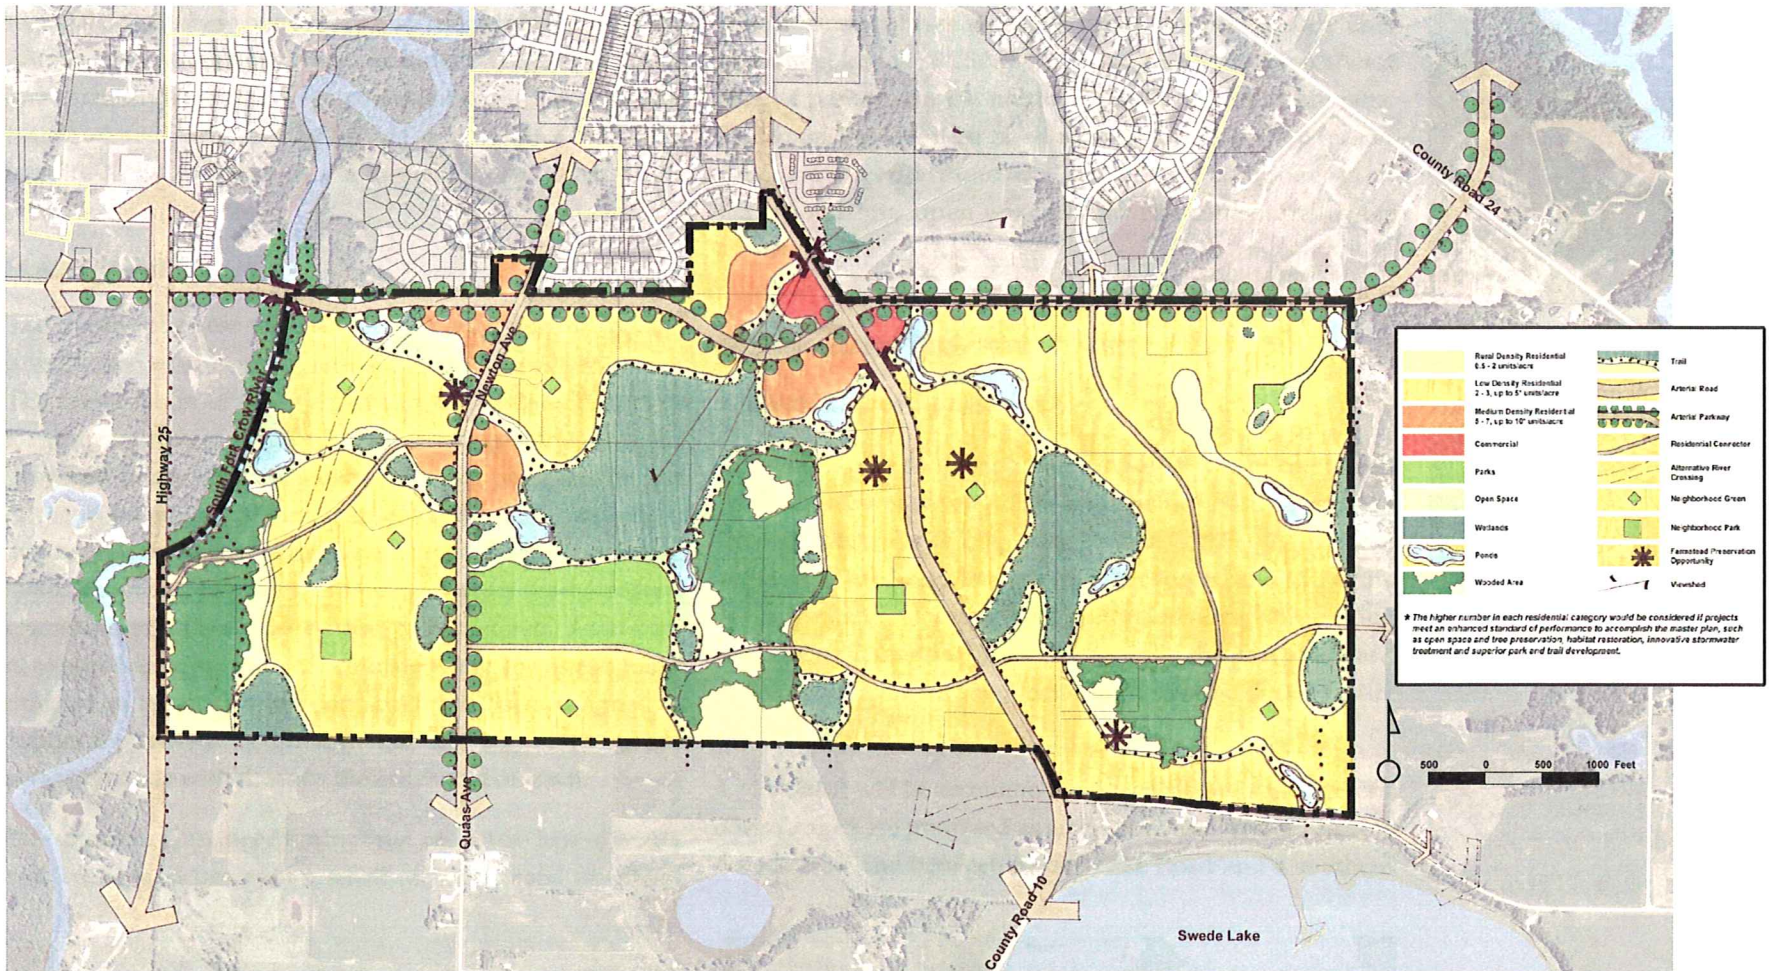 County Road 24
Newton Ave
South Fork Crow River
Highway 25
Quaas Ave
County Road 10
Swede Lake
Rural Density Residential
0.5 - 2 units/acre
Low Density Residential
2 - 3, up to 5* units/acre
Medium Density Residential
5 - 7, up to 10* units/acre
Commercial
Parks
Open Space
Wetlands
Ponds
Wooded Area
Trail
Arterial Road
Arterial Parkway
Residential Connector
Alternative River
Crossing
Neighborhood Green
Neighborhood Park
Farmstead Preservation
Opportunity
Viewshed
* The higher number in each residential category would be considered if projects
meet an enhanced standard of performance to accomplish the master plan, such
as open space and tree preservation, habitat restoration, innovative stormwater
treatment and superior park and trail development.
500 0 500 1000 Feet